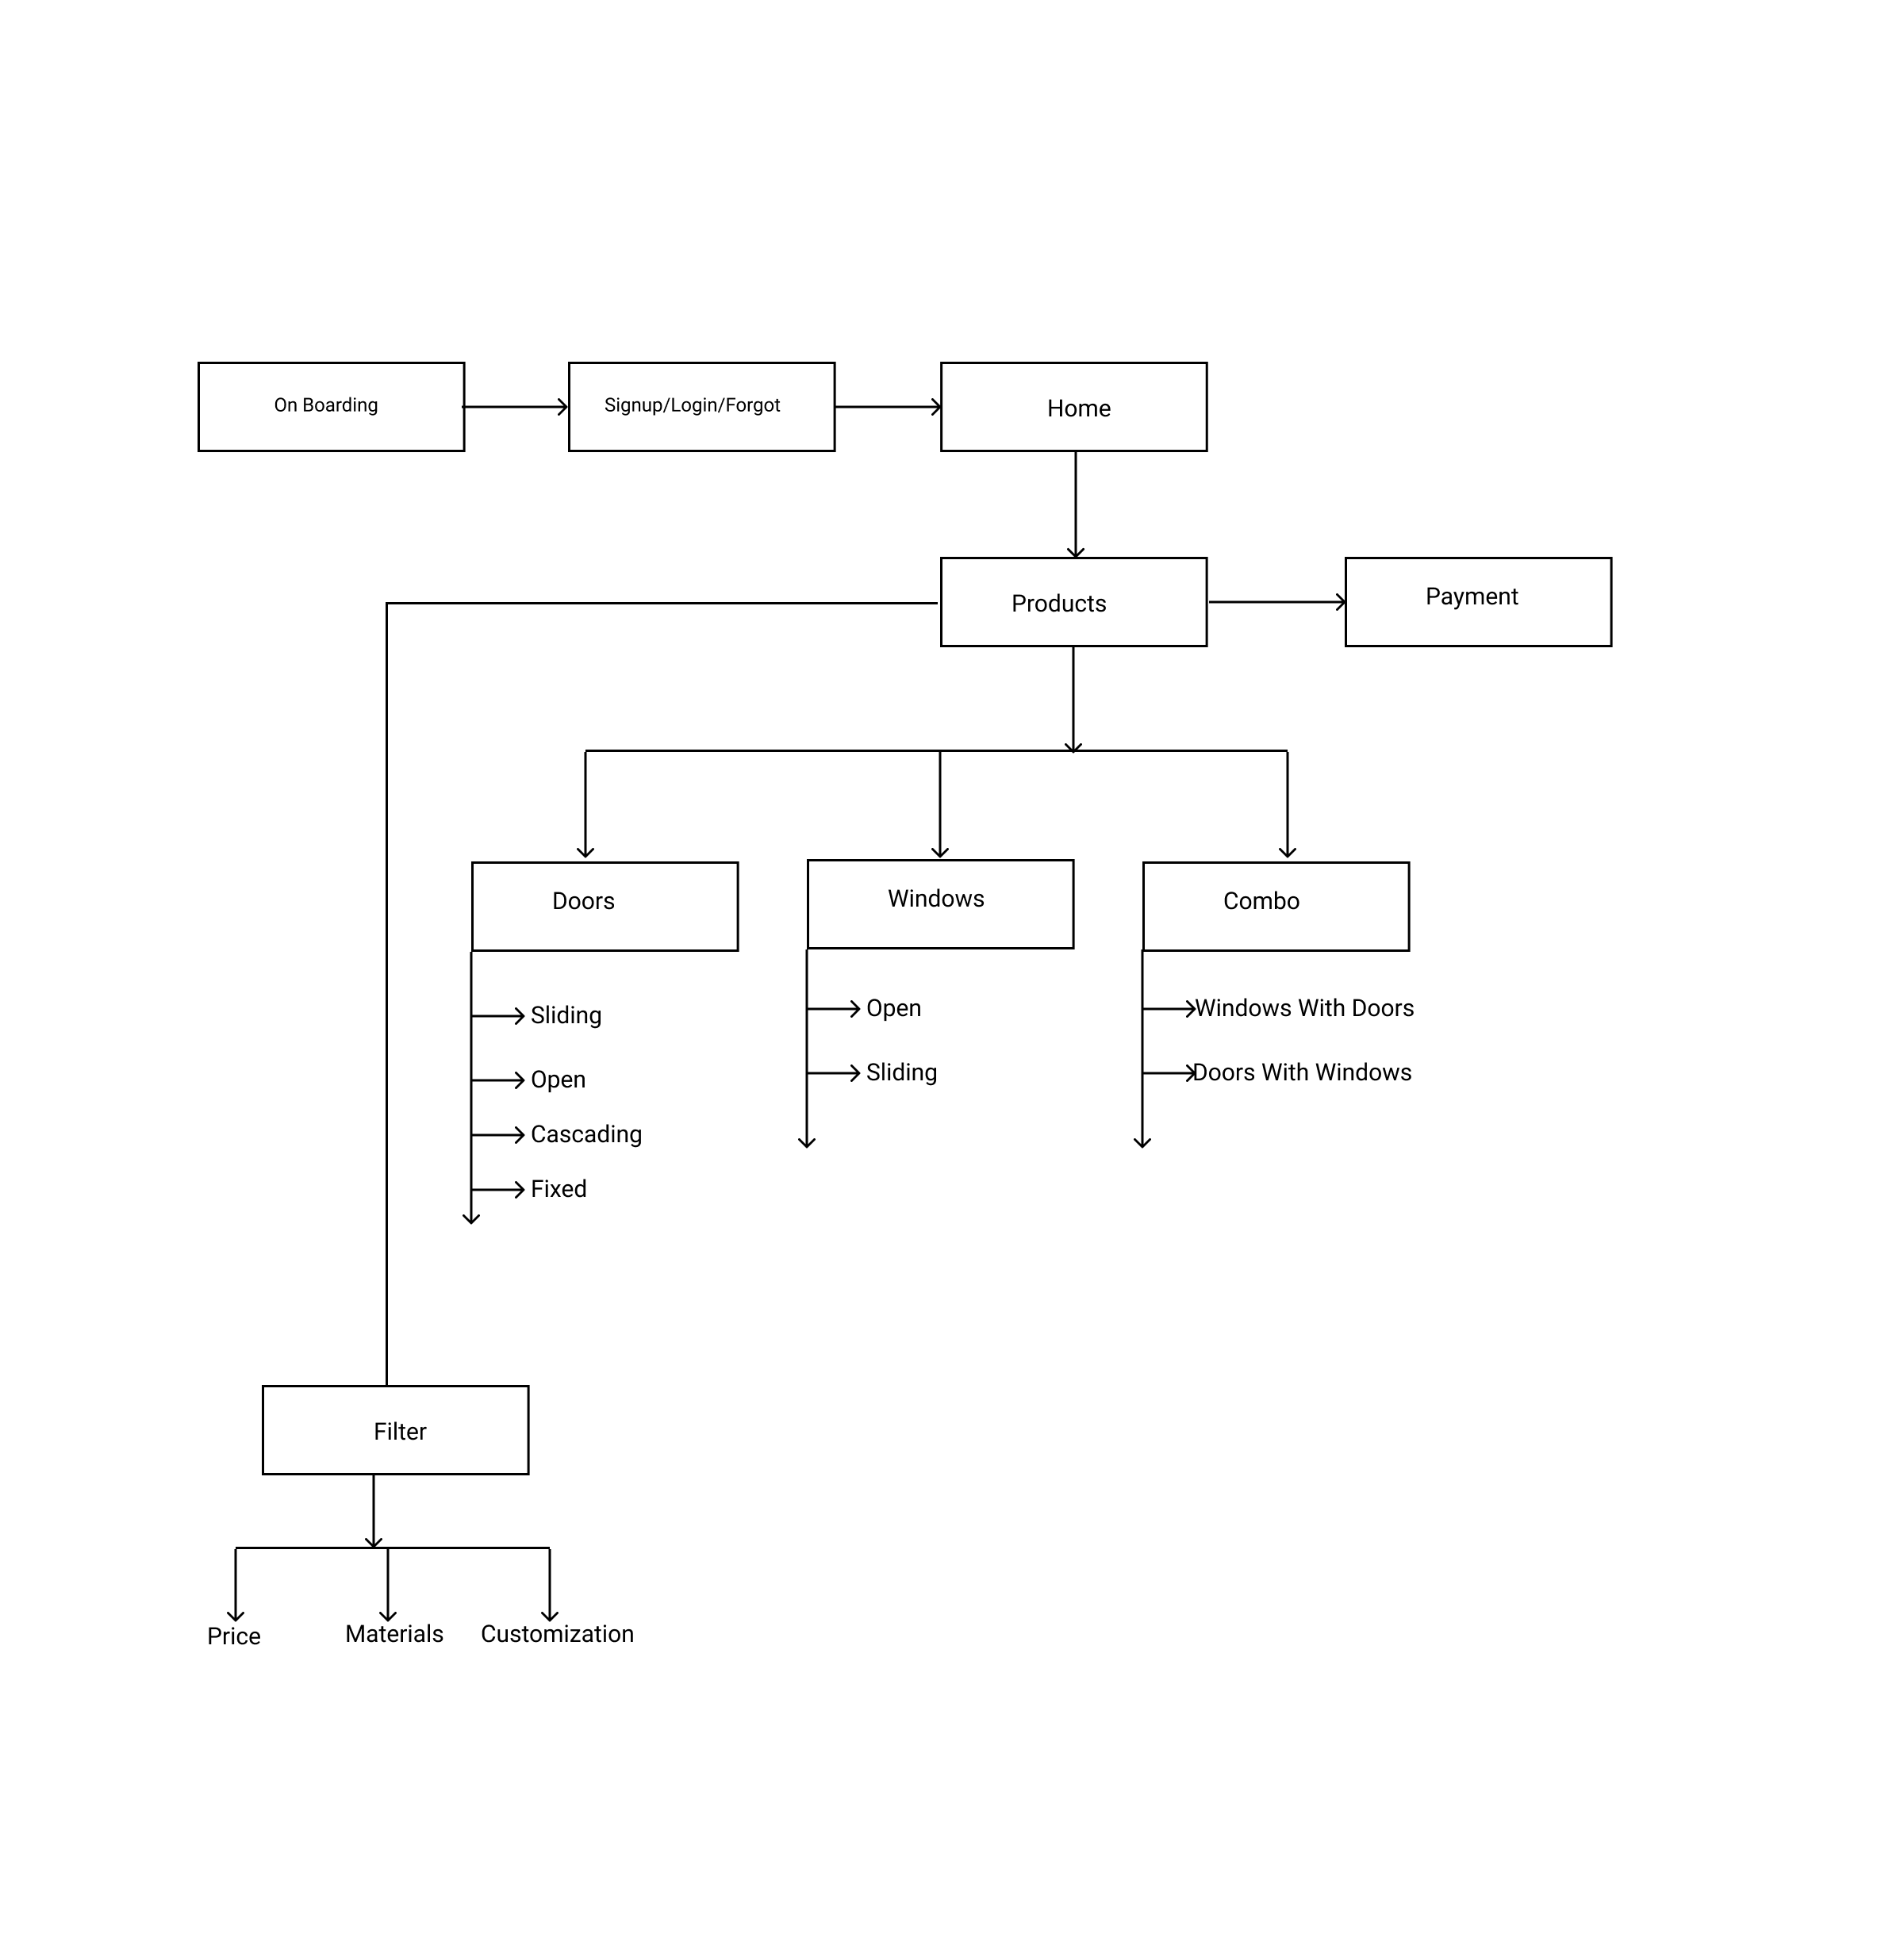 On Boarding
Signup/Login/Forgot
Home
Products
Payment
Doors
Windows
Combo
Sliding
Open
Cascading
Fixed
Open
Sliding
Windows With Doors
Doors With Windows
Filter
Price
Materials
Customization